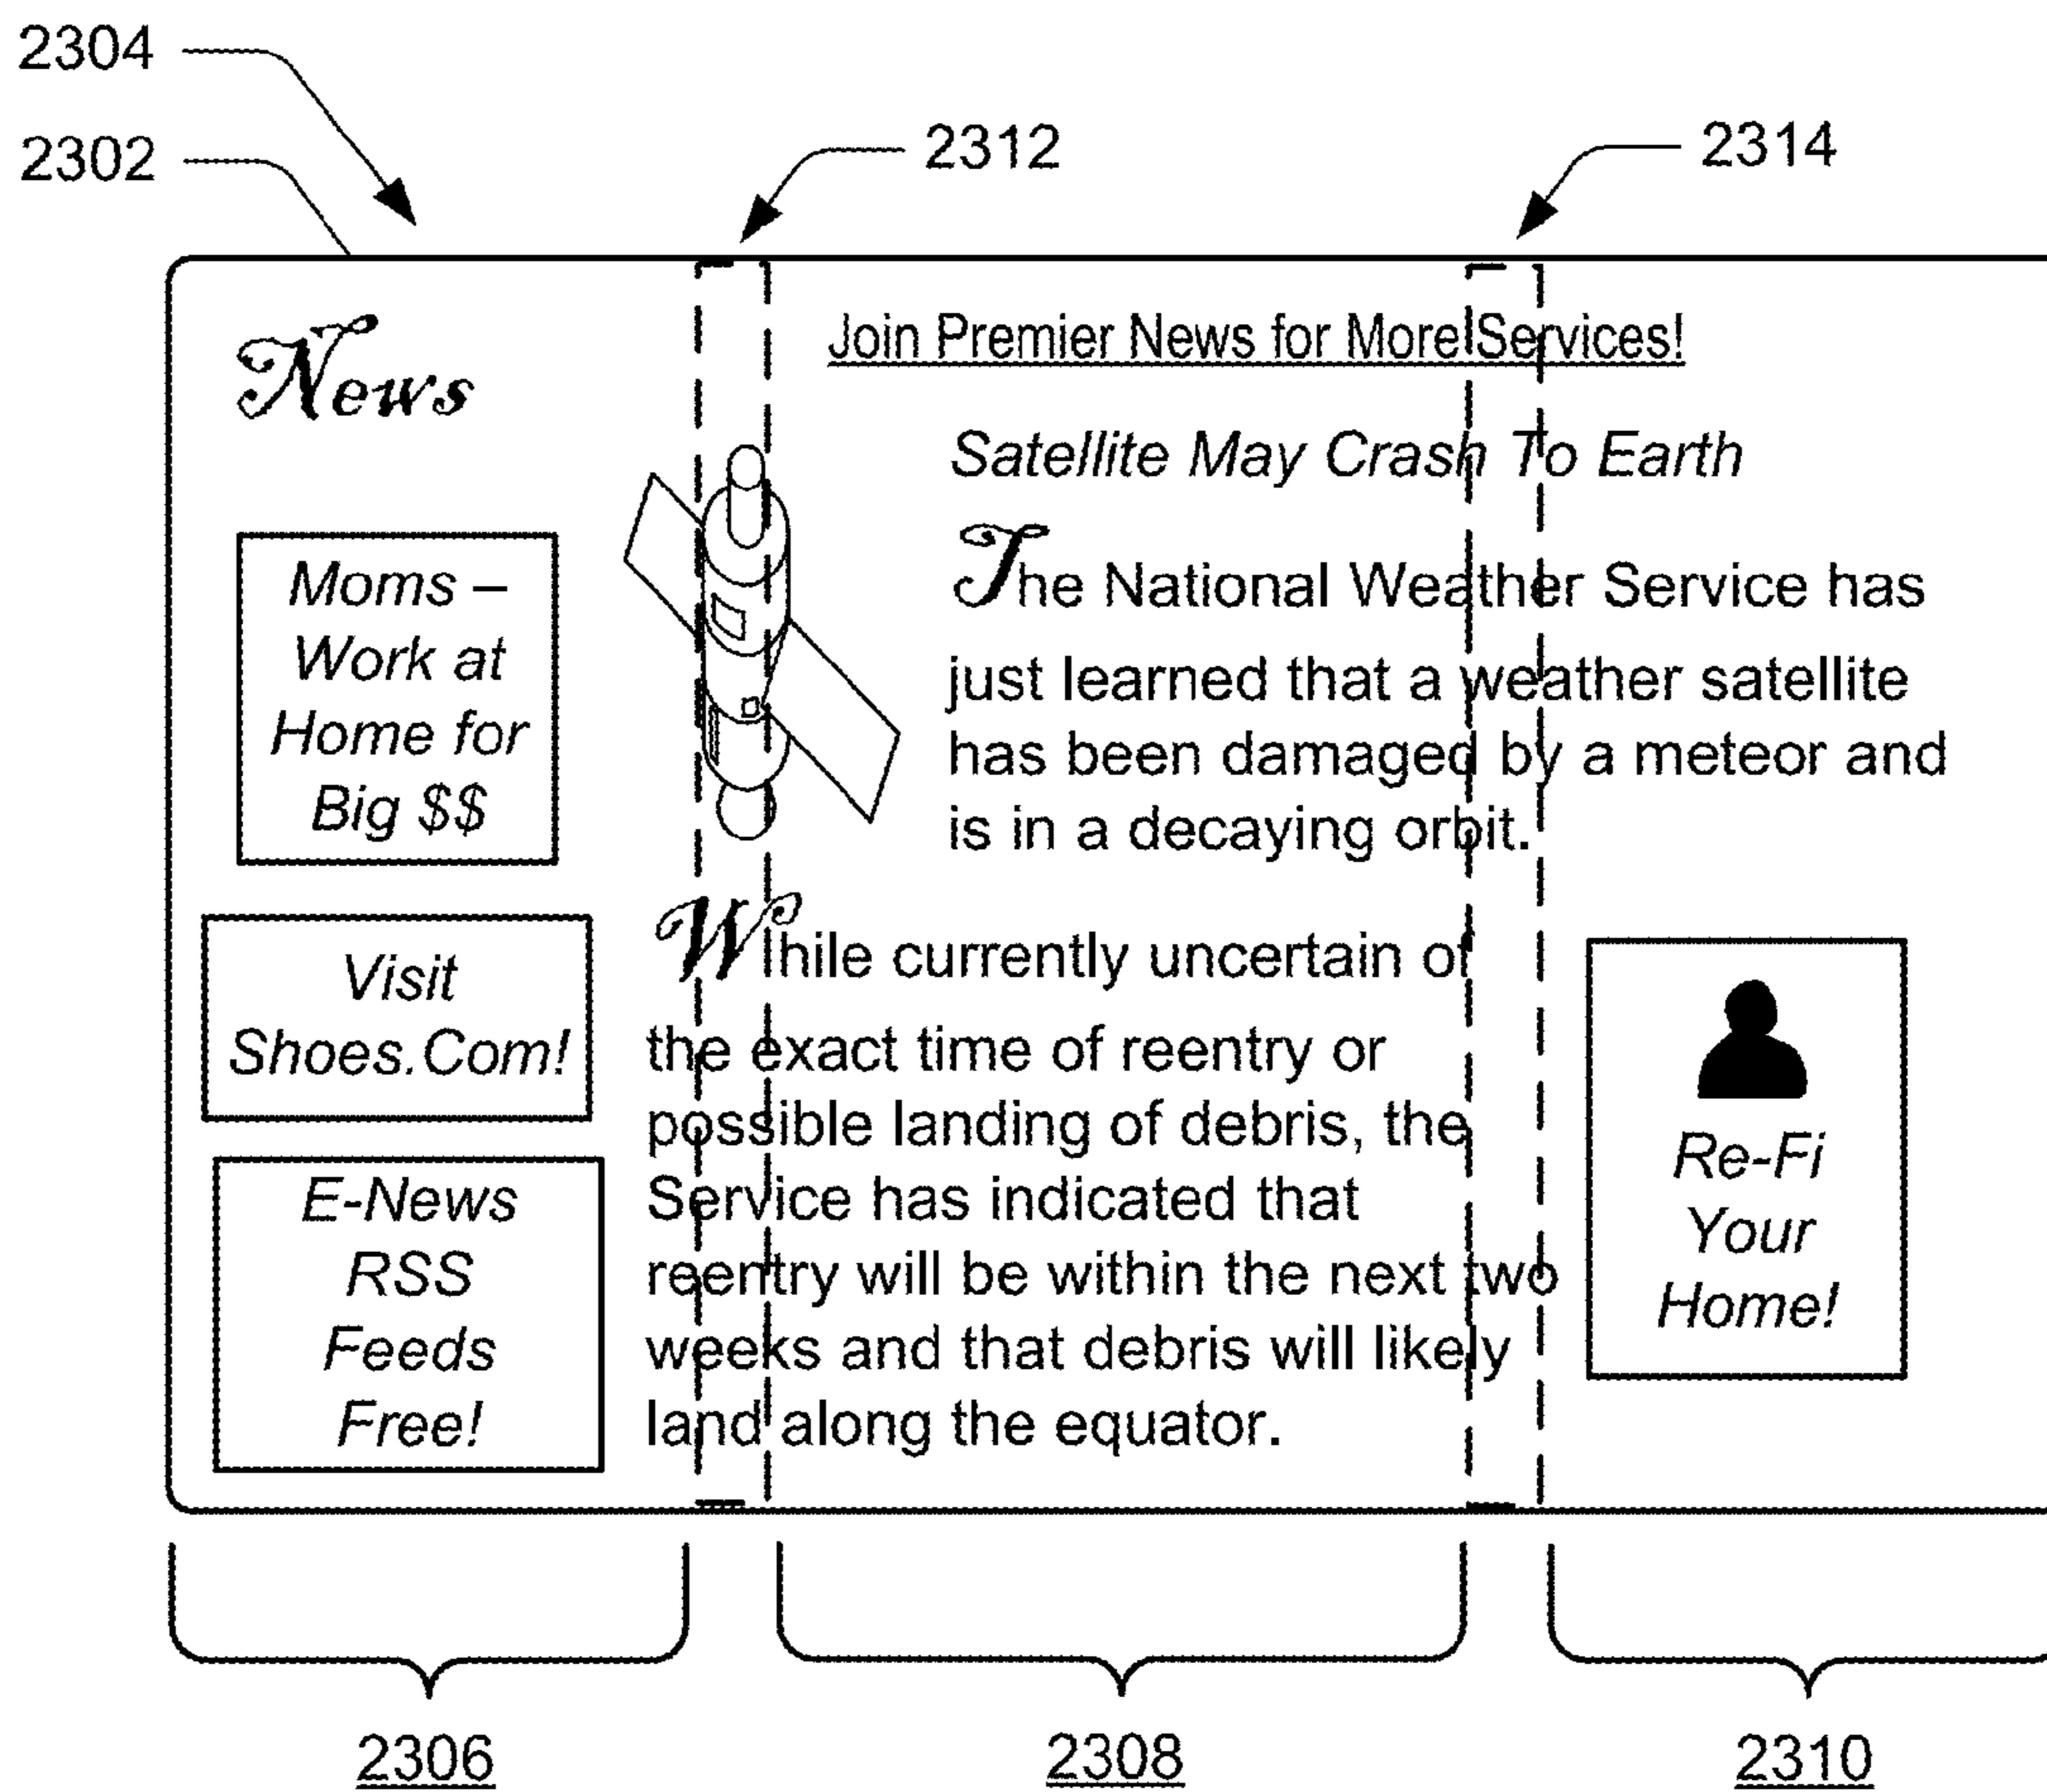 2304
2302
2312
2314
News
Join Premier News for More Services!
Satellite May Crash To Earth
The National Weather Service has
just learned that a weather satellite
has been damaged by a meteor and
is in a decaying orbit.
Moms –
Work at
Home for
Big $$
Visit
Shoes.Com!
E-News
RSS
Feeds
Free!
While currently uncertain of
the exact time of reentry or
possible landing of debris, the
Service has indicated that
reentry will be within the next two
weeks and that debris will likely
land along the equator.
Re-Fi
Your
Home!
2306
2308
2310